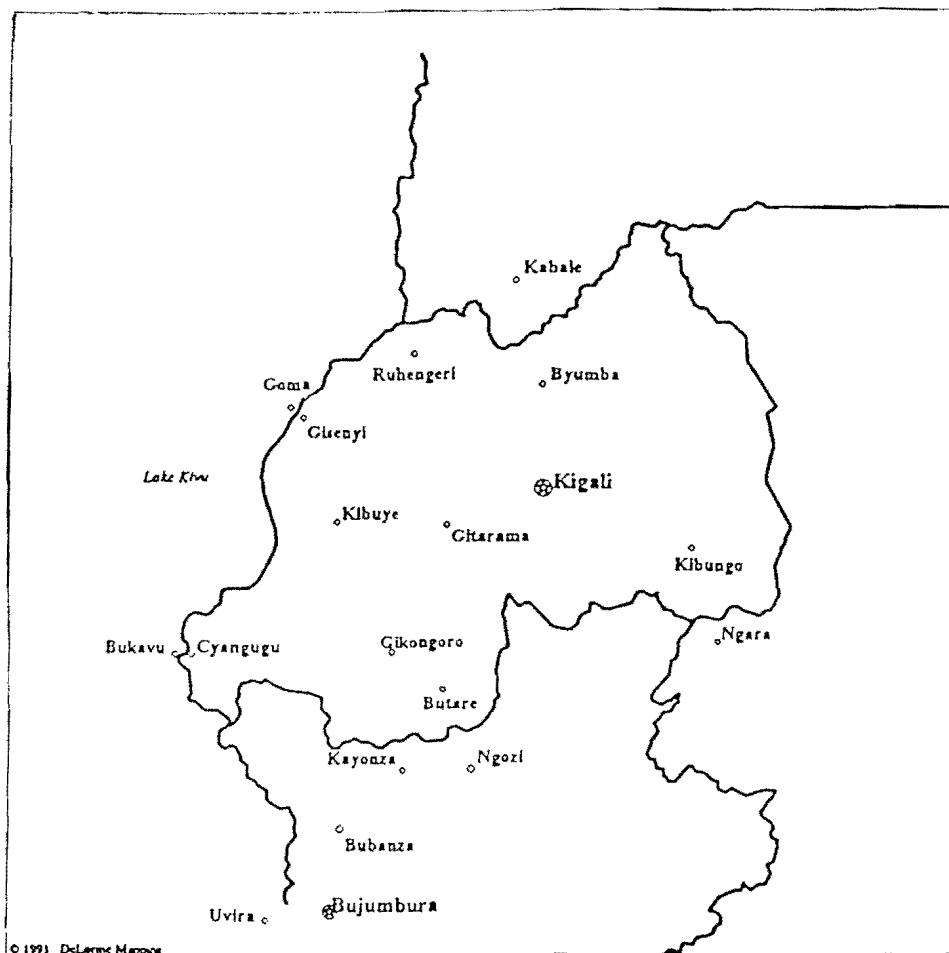 Kabale
Ruhengeri
Byumba
Goma
Gisenyi
Lake Kivu
Kigali
Kibuye
Gitarama
Kibungo
Ngara
Bukavu
Cyangugu
Gikongoro
Butare
Kayonza
Ngozi
Bubanza
Uvira
Bujumbura
© 1993 DeLorme Mapping